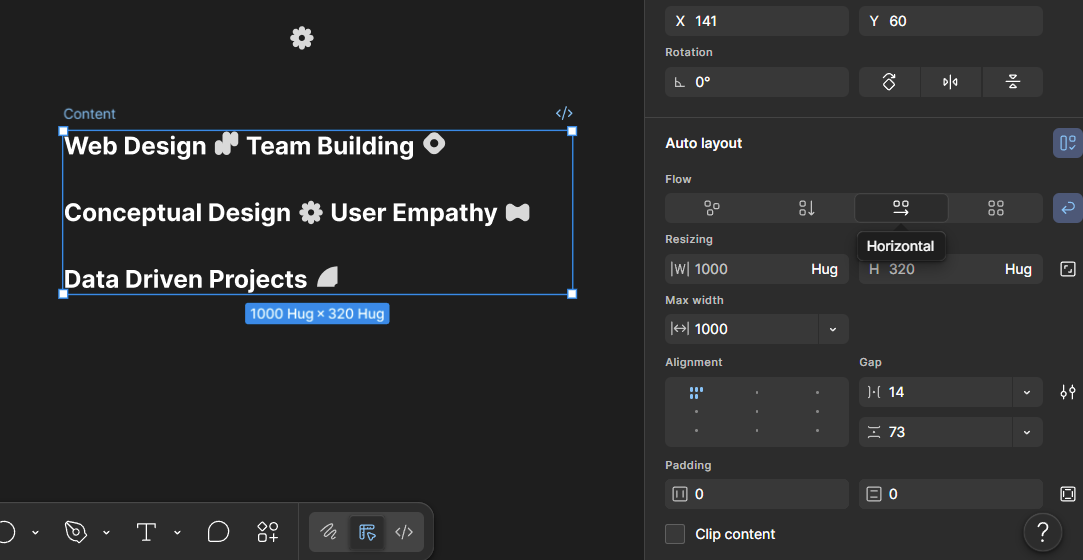 X 141
Y 60
Rotation
0°
Content
</>
Web Design Team Building
Auto layout
Flow
Conceptual Design User Empathy
Resizing
Horizontal
W 1000 Hug
H 320 Hug
Data Driven Projects
Max width
1000 Hug × 320 Hug
1000
Alignment
Gap
14
73
Padding
0
0
T
</>
Clip content
?